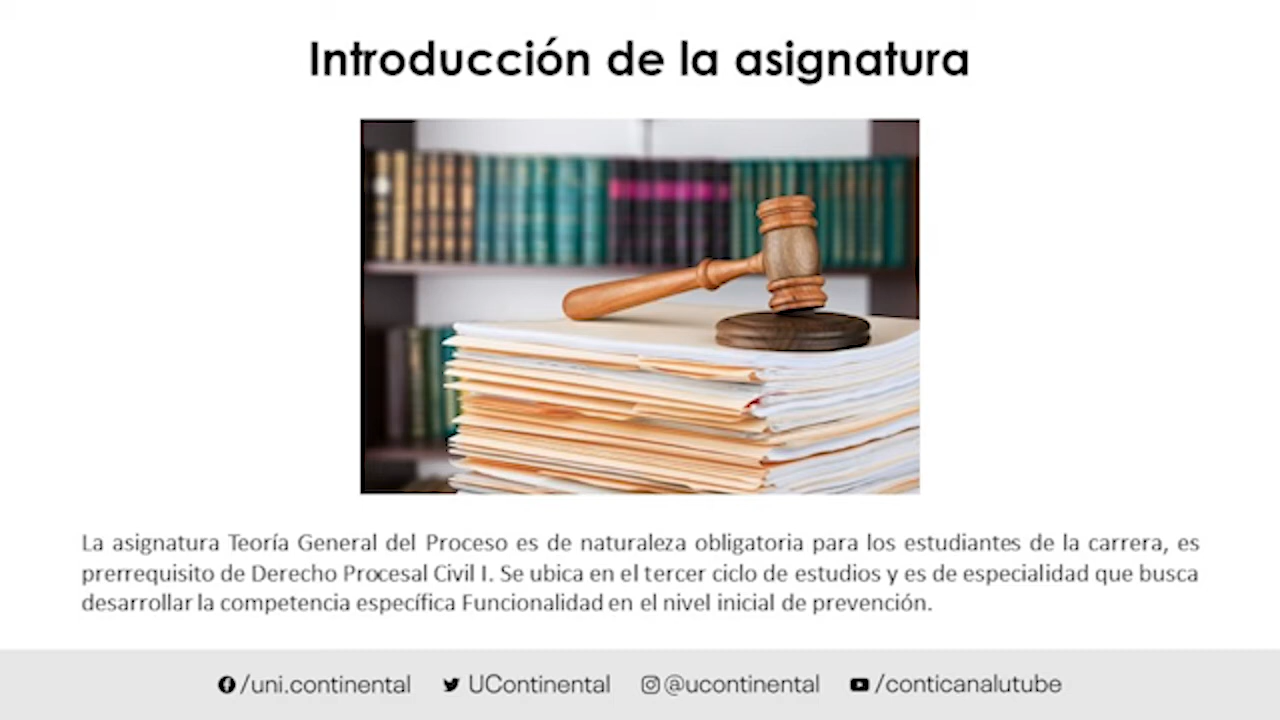 Introducción de la asignatura
La asignatura Teoría General del Proceso es de naturaleza obligatoria para los estudiantes de la carrera, es
prerrequisito de Derecho Procesal Civil I. Se ubica en el tercer ciclo de estudios y es de especialidad que busca
desarrollar la competencia específica Funcionalidad en el nivel inicial de prevención.
/uni.continental UContinental @ucontinental /conticanalutube